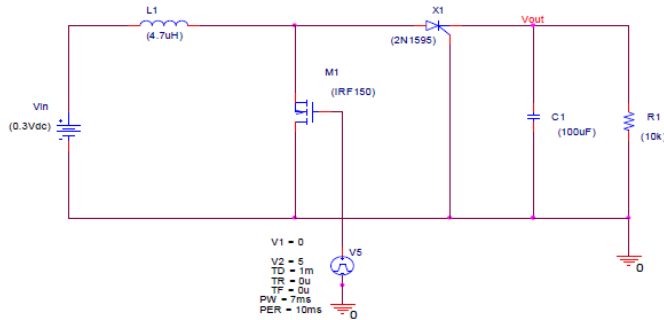 L1
(4.7uH)
X1
(2N1595)
Vout
M1
(IRF150)
Vin
(0.3Vdc)
+
-
C1
(100uF)
R1
(10k)
V1 = 0
V2 = 5
TD = 1m
TR = 0u
TF = 0u
PW = 7ms
PER = 10ms
V5
0
0